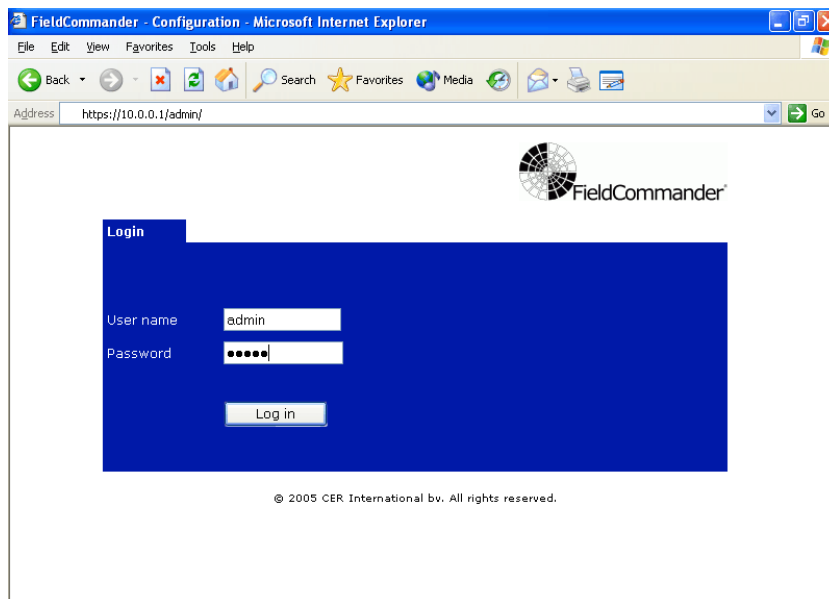 FieldCommander - Configuration - Microsoft Internet Explorer
File Edit View Favorites Tools Help
Back Search Favorites Media
Address https://10.0.0.1/admin/ Go
FieldCommander
Login
User name admin
Password •••••
Log in
© 2005 CER International bv. All rights reserved.